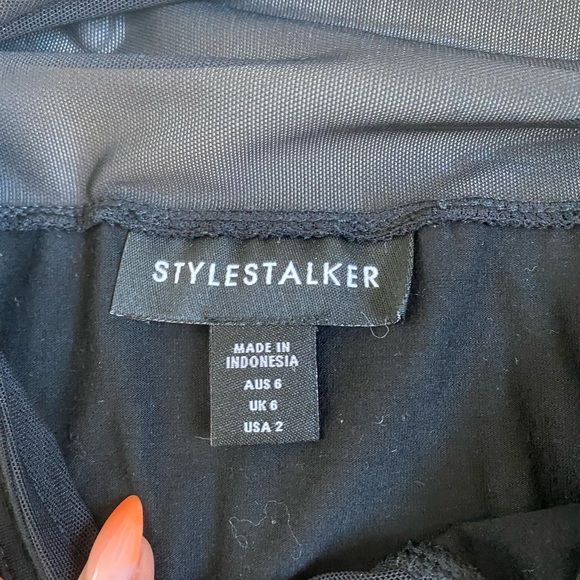 STYLESTALKER
MADE IN
INDONESIA
AUS 6
UK 6
USA 2